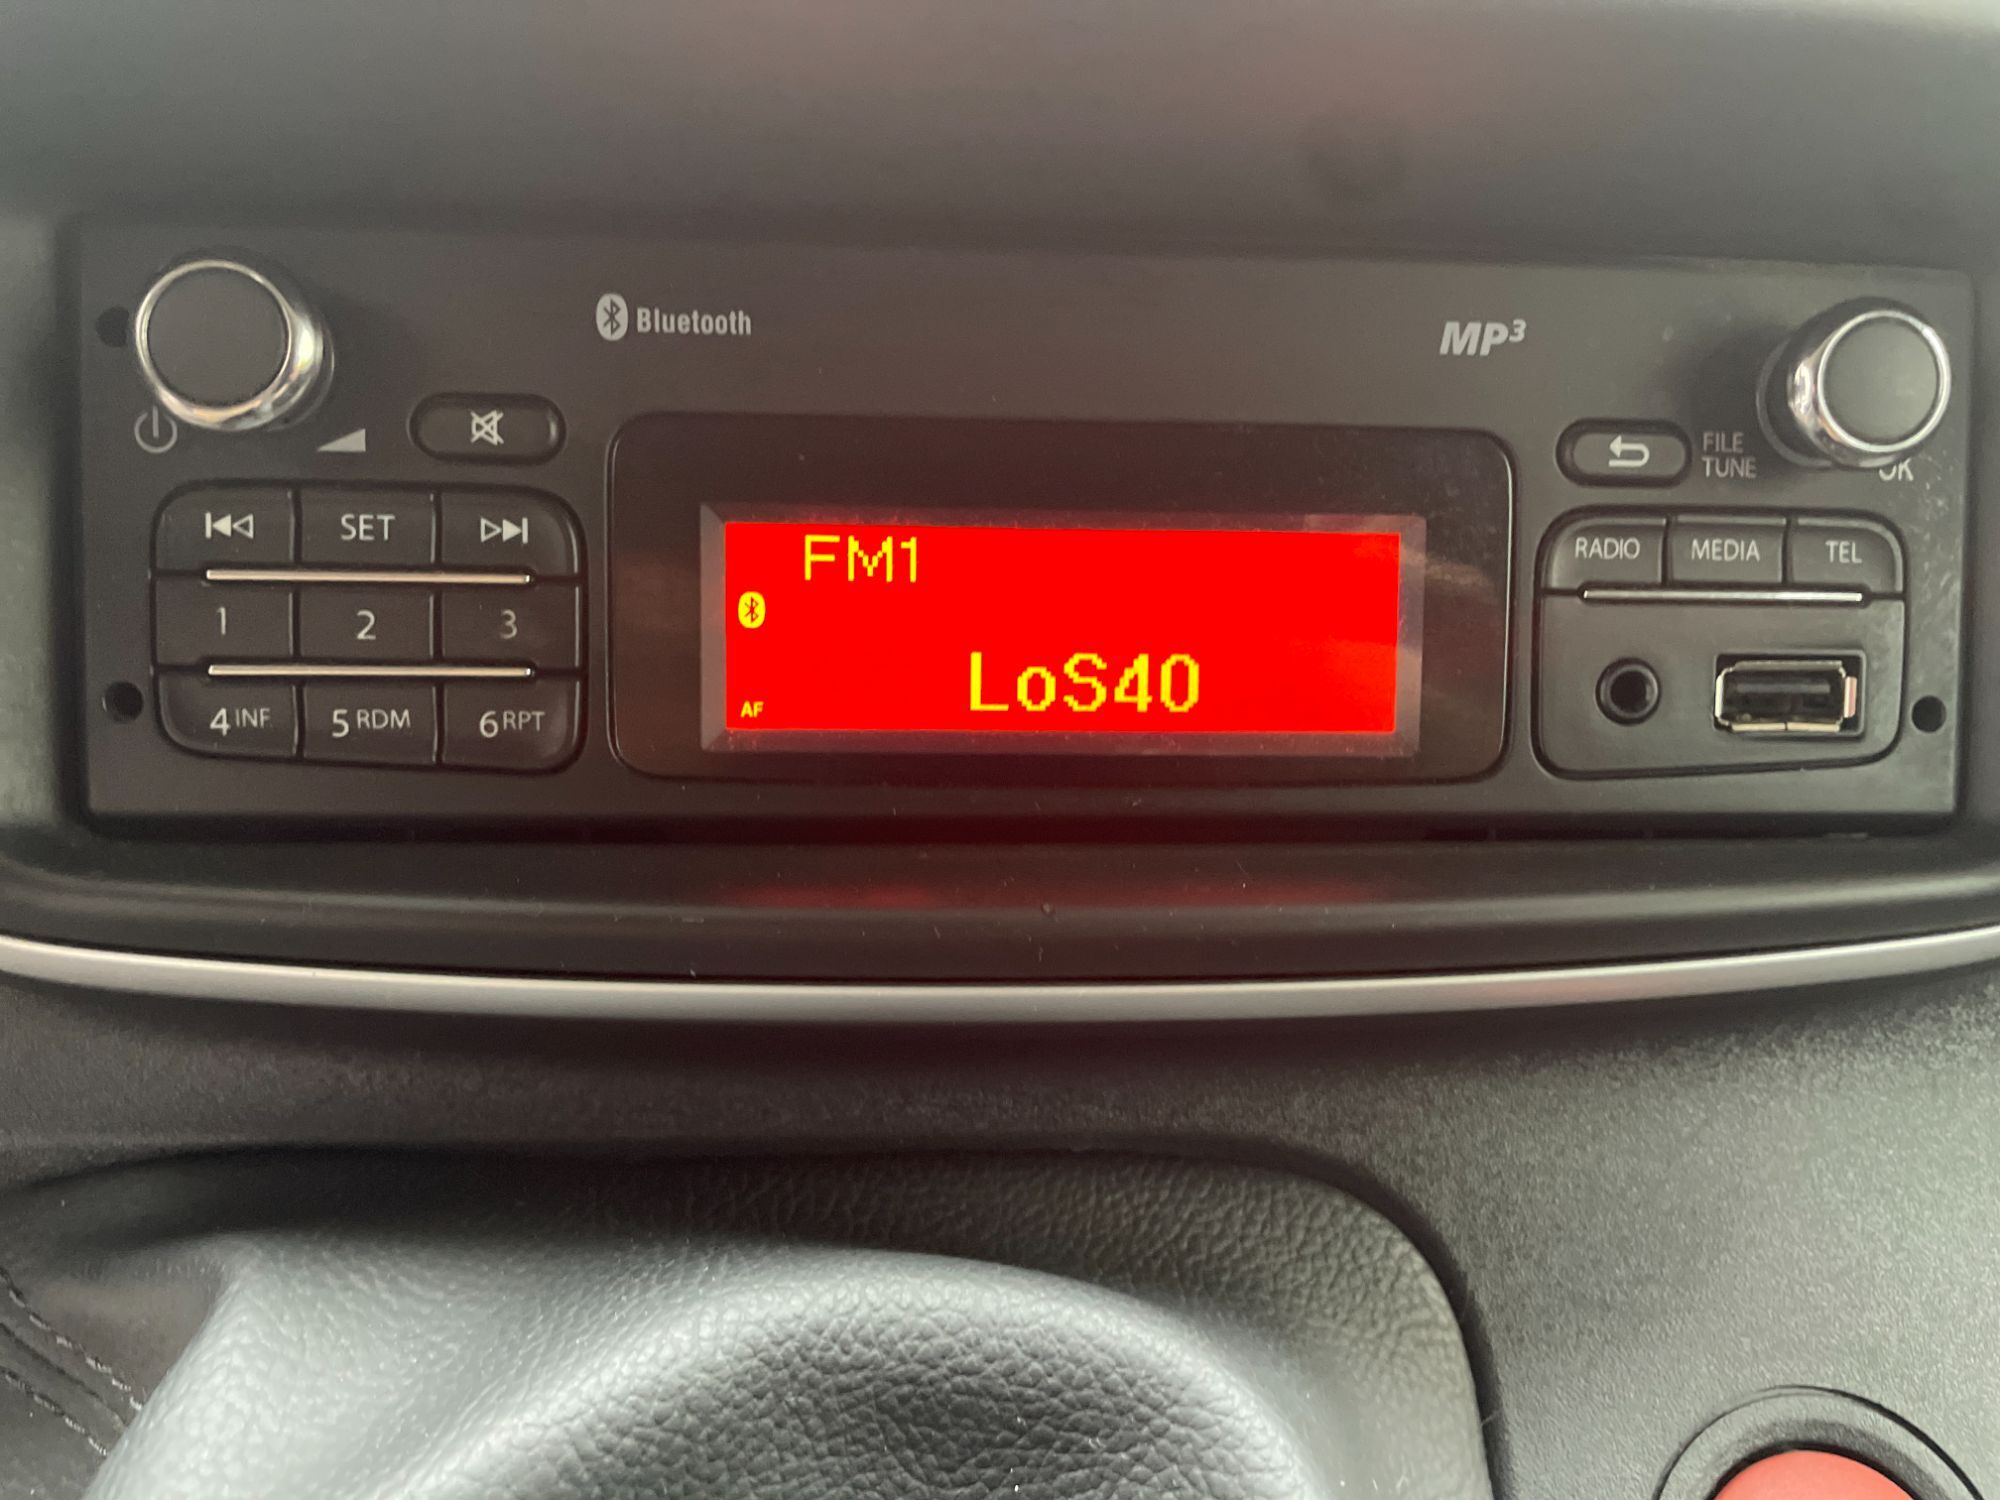 Bluetooth
MP3
FILE
TUNE
OK
SET
RADIO MEDIA TEL
FM1
1 2 3
LoS40
AF
4 INF 5 RDM 6 RPT